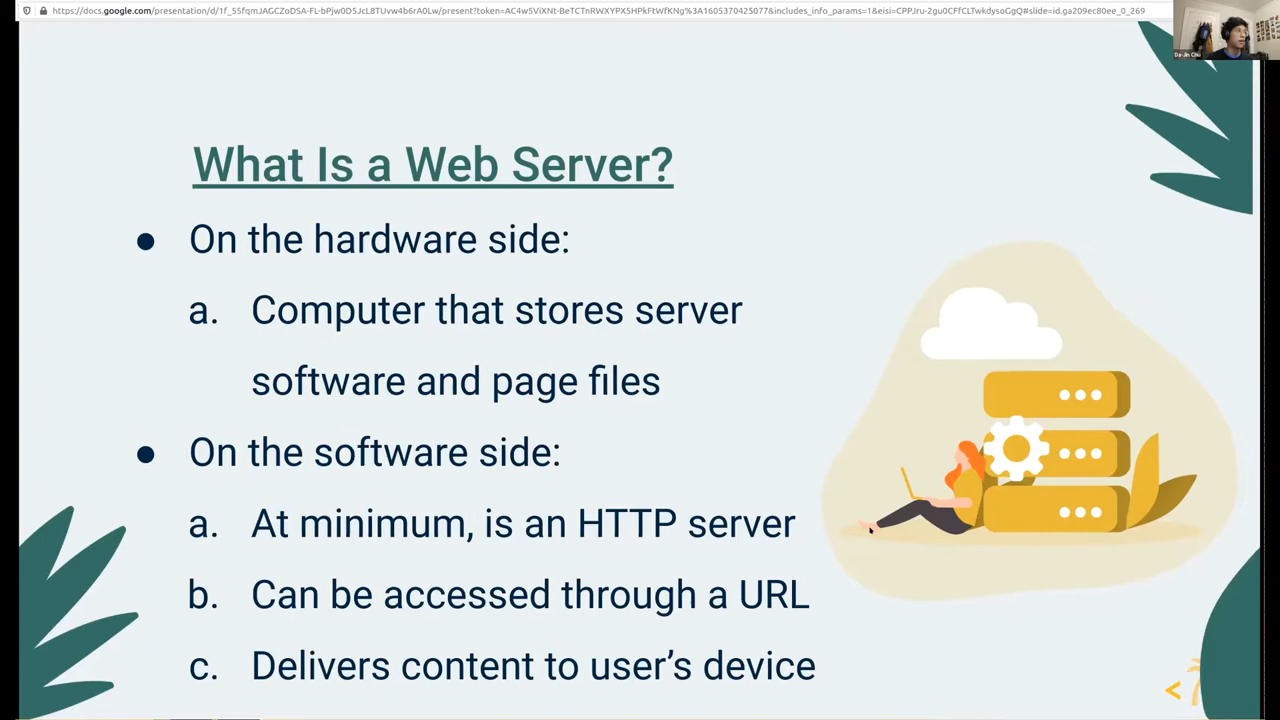 https://docs.google.com/presentation/d/1f_55fqmJAGCZoDSA-FL-bPjw0D5JcL8TUvw4b6rA0Lw/present?token=AC4w5ViXNt-BeTCTnRWXYPX5HPkFtWfKNg%3A1605370425077&includes_info_params=1&eisi=CPPJru-2gu0CFfCLTwkdysoGgQ#slide=id.ga209ec80ee_0_269
Da-Jin Chu
What Is a Web Server?
● On the hardware side:
a. Computer that stores server
software and page files
● On the software side:
a. At minimum, is an HTTP server
b. Can be accessed through a URL
c. Delivers content to user’s device